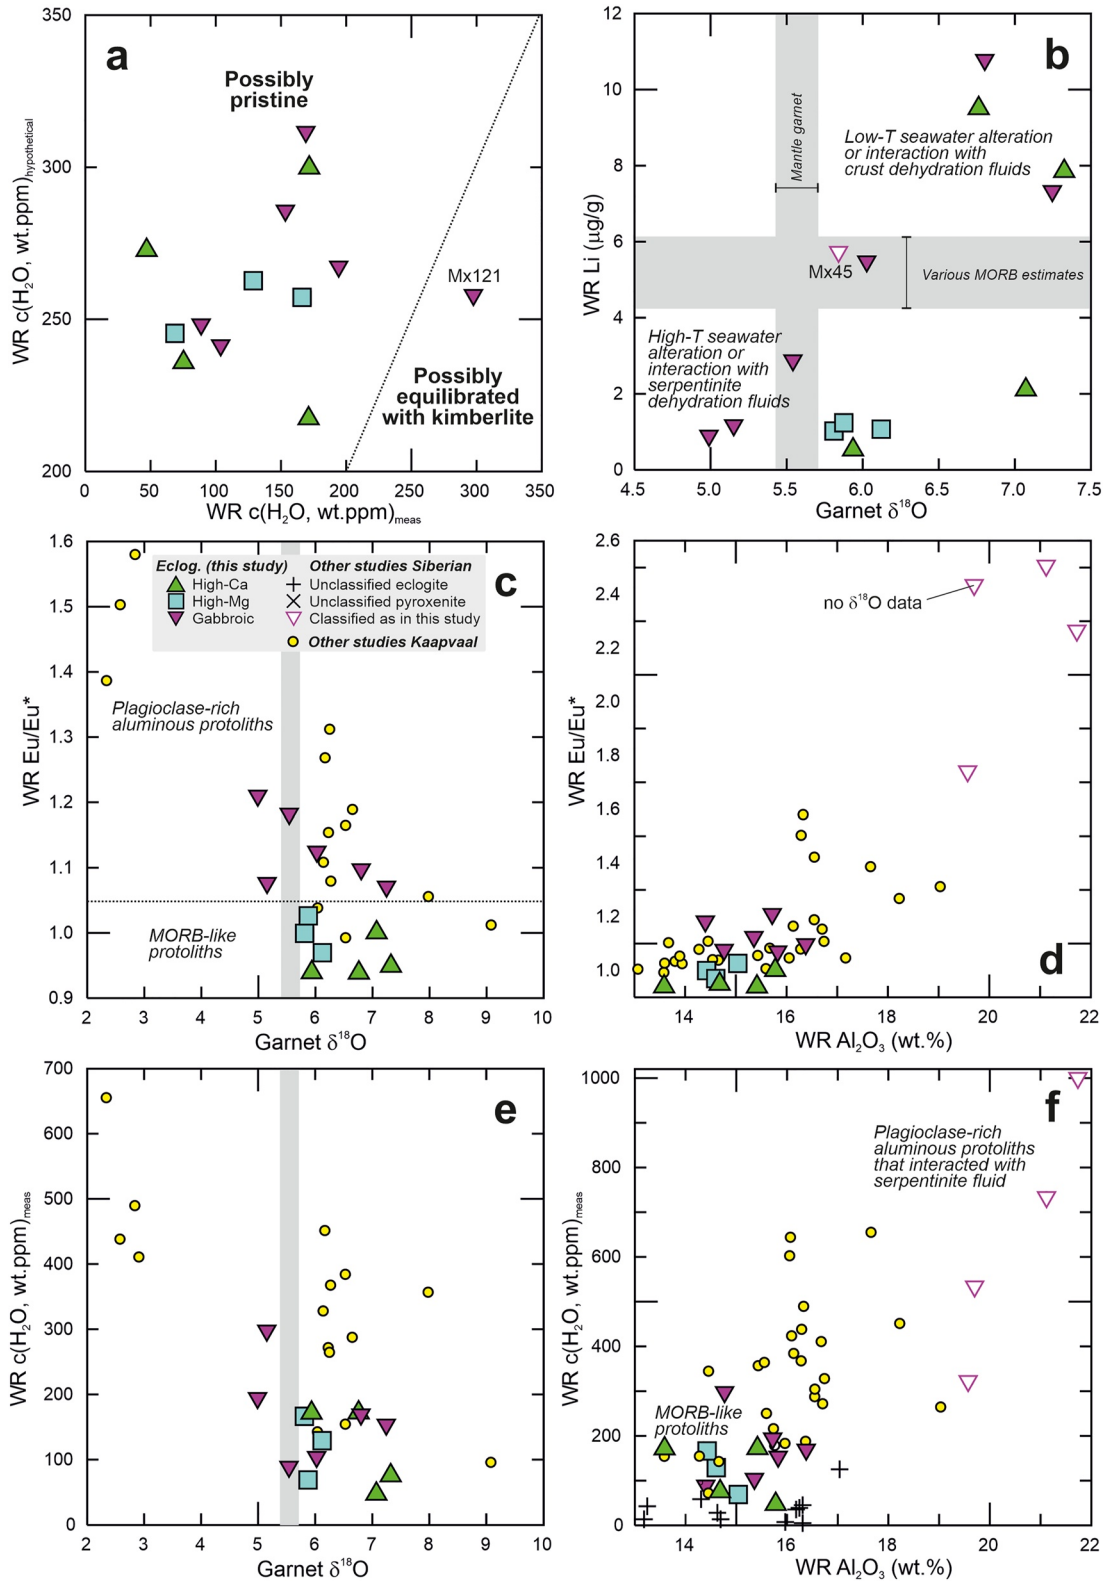 a
Possibly
pristine
Mx121
Possibly
equilibrated
with kimberlite
350
300
250
200
0 50 100 150 200 250 300 350
WR c(H₂O, wt.ppm)hypothetical
WR c(H₂O, wt.ppm)meas
b
Mantle garnet
Low-T seawater alteration
or interaction with
crust dehydration fluids
Mx45
Various MORB estimates
High-T seawater
alteration or
interaction with
serpentinite
dehydration fluids
12
10
8
6
4
2
0
4.5 5.0 5.5 6.0 6.5 7.0 7.5
WR Li (µg/g)
Garnet δ¹⁸O
c
Eclog. (this study) Other studies Siberian
High-Ca Unclassified eclogite
High-Mg Unclassified pyroxenite
Gabbroic Classified as in this study
Other studies Kaapvaal
Plagioclase-rich
aluminous protoliths
MORB-like
protoliths
1.6
1.5
1.4
1.3
1.2
1.1
1.0
0.9
2 3 4 5 6 7 8 9 10
WR Eu/Eu*
Garnet δ¹⁸O
d
no δ¹⁸O data
2.6
2.4
2.2
2.0
1.8
1.6
1.4
1.2
1.0
14 16 18 20 22
WR Eu/Eu*
WR Al₂O₃ (wt.%)
e
700
600
500
400
300
200
100
0
2 3 4 5 6 7 8 9 10
WR c(H₂O, wt.ppm)meas
Garnet δ¹⁸O
f
Plagioclase-rich
aluminous protoliths
that interacted with
serpentinite fluid
MORB-like
protoliths
1000
800
600
400
200
0
14 16 18 20 22
WR c(H₂O, wt.ppm)meas
WR Al₂O₃ (wt.%)